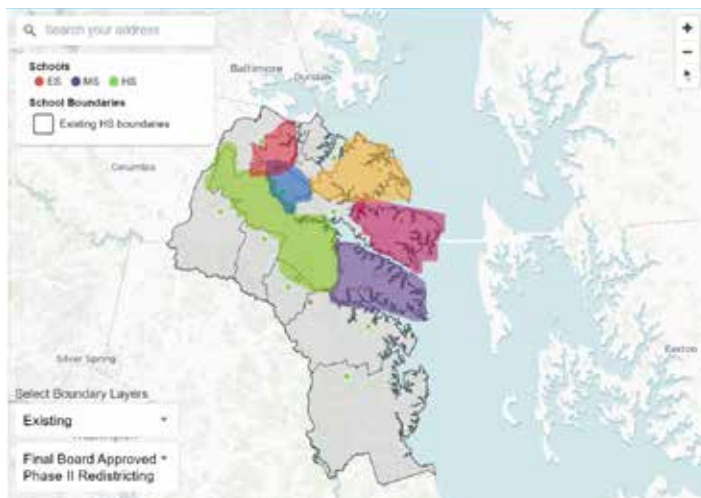 Search your address
Schools
ES MS HS
School Boundaries
Existing HS boundaries
Baltimore
Dundalk
Columbia
Easton
Silver Spring
Select Boundary Layers
Existing
Washington
Final Board Approved
Phase II Redistricting
+
−